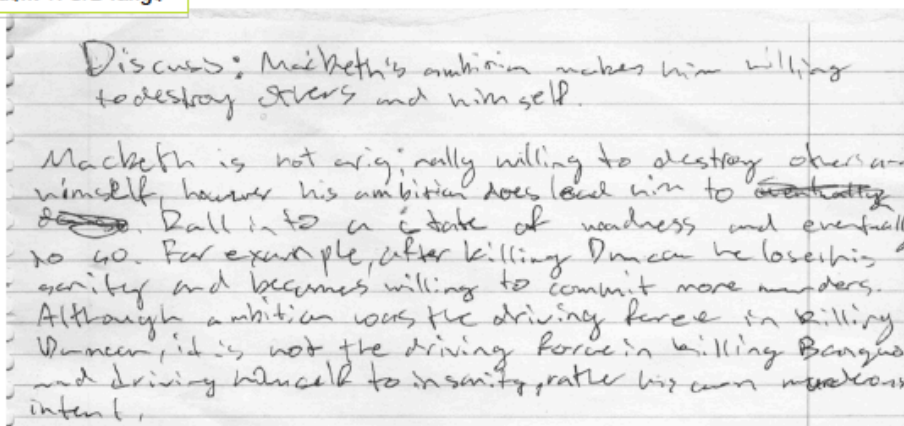 Discuss: Macbeth's ambition makes him willing
to destroy others and himself.
Macbeth is not originally willing to destroy others an
himself, however his ambition does lead him to
fall into a state of madness and eventually
do so. For example, after killing Duncan he loses his
sanity and becomes willing to commit more murders.
Although ambition was the driving force in killing
Duncan, it is not the driving force in killing Banquo
and driving himself to insanity, rather his own murderous
intent.